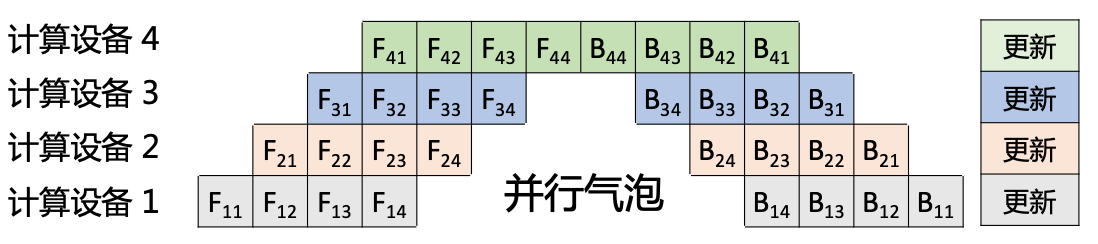 计算设备 4 F41 F42 F43 F44 B44 B43 B42 B41 更新
计算设备 3 F31 F32 F33 F34 B34 B33 B32 B31 更新
计算设备 2 F21 F22 F23 F24 B24 B23 B22 B21 更新
计算设备 1 F11 F12 F13 F14 并行气泡 B14 B13 B12 B11 更新